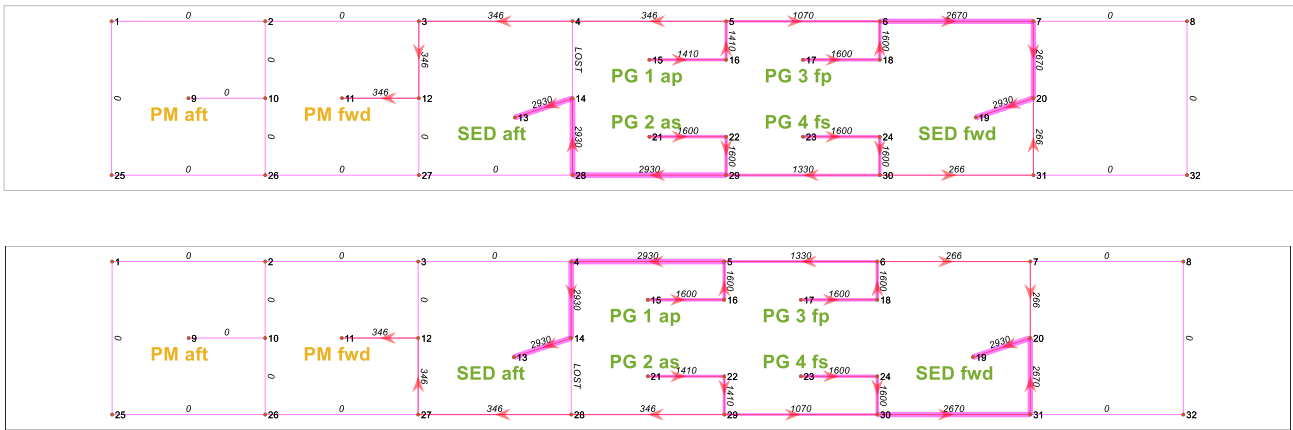 0 0 346 346 1070 2670 0
1 2 3 4 5 6 7 8
0 346 LOST 1410 1410 1600 1600 2670
15 16 17 18
PG 1 ap PG 3 fp
0 0 346 2930 2930 0
9 10 11 12 14 13 20 19
PM aft PM fwd SED aft PG 2 as PG 4 fs SED fwd
0 0 2930 1600 1600 1600 1600 266
21 22 23 24
0 0 0 2930 1330 266 0
25 26 27 28 29 30 31 32
0 0 0 2930 1330 266 0
1 2 3 4 5 6 7 8
0 0 2930 1600 1600 1600 1600 266
15 16 17 18
PG 1 ap PG 3 fp
0 0 346 2930 2930 0
9 10 11 12 14 13 20 19
PM aft PM fwd SED aft PG 2 as PG 4 fs SED fwd
0 346 LOST 1410 1410 1600 1600 2670
21 22 23 24
0 0 346 346 1070 2670 0
25 26 27 28 29 30 31 32